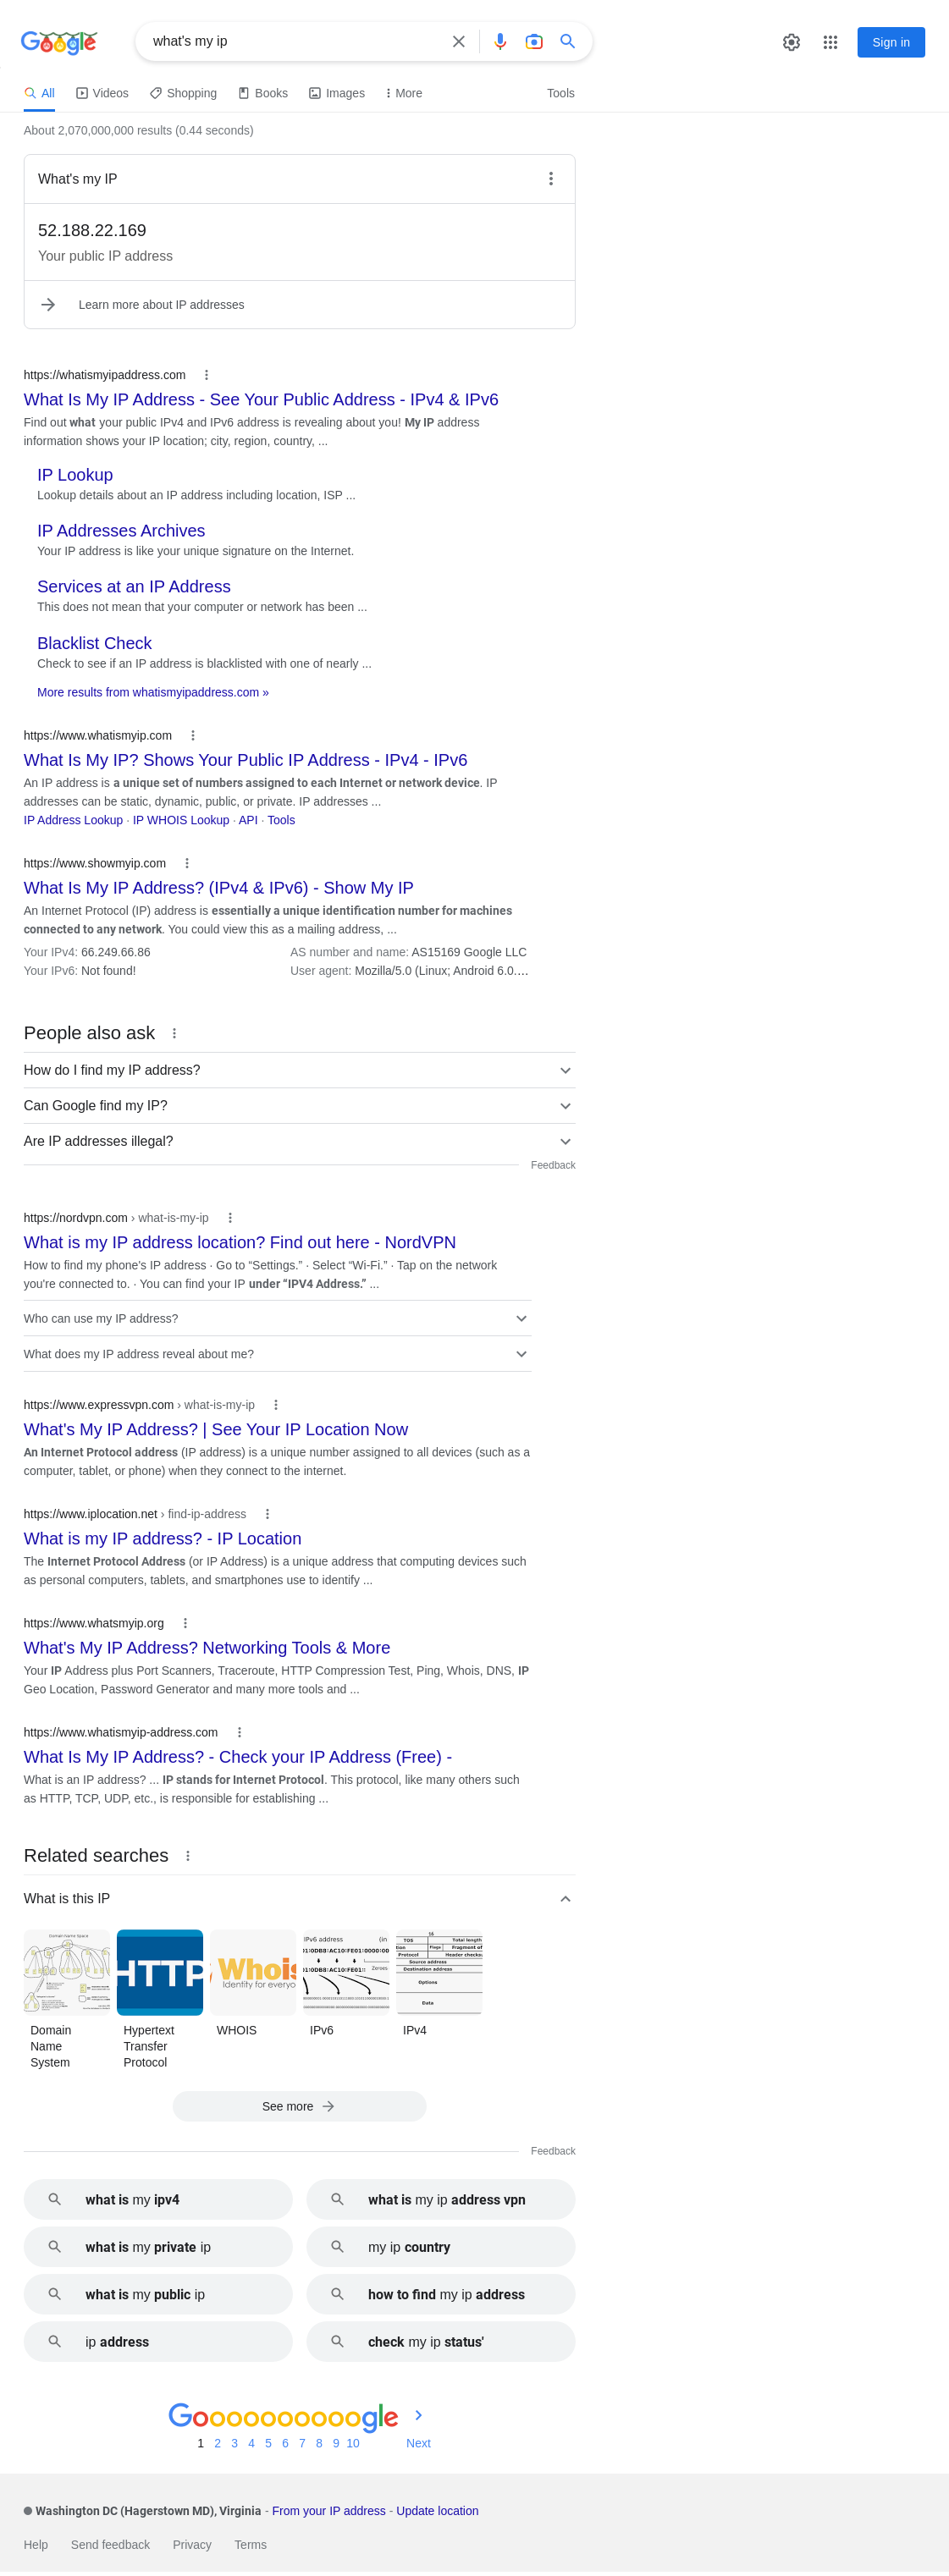 Google
what's my ip
Sign in
All
Videos
Shopping
Books
Images
More
Tools
About 2,070,000,000 results (0.44 seconds)
What's my IP
52.188.22.169
Your public IP address
Learn more about IP addresses
https://whatismyipaddress.com
What Is My IP Address - See Your Public Address - IPv4 & IPv6
Find out what your public IPv4 and IPv6 address is revealing about you! My IP address
information shows your IP location; city, region, country, ...
IP Lookup
Lookup details about an IP address including location, ISP ...
IP Addresses Archives
Your IP address is like your unique signature on the Internet.
Services at an IP Address
This does not mean that your computer or network has been ...
Blacklist Check
Check to see if an IP address is blacklisted with one of nearly ...
More results from whatismyipaddress.com »
https://www.whatismyip.com
What Is My IP? Shows Your Public IP Address - IPv4 - IPv6
An IP address is a unique set of numbers assigned to each Internet or network device. IP
addresses can be static, dynamic, public, or private. IP addresses ...
IP Address Lookup · IP WHOIS Lookup · API · Tools
https://www.showmyip.com
What Is My IP Address? (IPv4 & IPv6) - Show My IP
An Internet Protocol (IP) address is essentially a unique identification number for machines
connected to any network. You could view this as a mailing address, ...
Your IPv4: 66.249.66.86
AS number and name: AS15169 Google LLC
Your IPv6: Not found!
User agent: Mozilla/5.0 (Linux; Android 6.0....
People also ask
How do I find my IP address?
Can Google find my IP?
Are IP addresses illegal?
Feedback
https://nordvpn.com › what-is-my-ip
What is my IP address location? Find out here - NordVPN
How to find my phone's IP address · Go to “Settings.” · Select “Wi-Fi.” · Tap on the network
you're connected to. · You can find your IP under “IPV4 Address.” ...
Who can use my IP address?
What does my IP address reveal about me?
https://www.expressvpn.com › what-is-my-ip
What's My IP Address? | See Your IP Location Now
An Internet Protocol address (IP address) is a unique number assigned to all devices (such as a
computer, tablet, or phone) when they connect to the internet.
https://www.iplocation.net › find-ip-address
What is my IP address? - IP Location
The Internet Protocol Address (or IP Address) is a unique address that computing devices such
as personal computers, tablets, and smartphones use to identify ...
https://www.whatsmyip.org
What's My IP Address? Networking Tools & More
Your IP Address plus Port Scanners, Traceroute, HTTP Compression Test, Ping, Whois, DNS, IP
Geo Location, Password Generator and many more tools and ...
https://www.whatismyip-address.com
What Is My IP Address? - Check your IP Address (Free) -
What is an IP address? ... IP stands for Internet Protocol. This protocol, like many others such
as HTTP, TCP, UDP, etc., is responsible for establishing ...
Related searches
What is this IP
Domain Name Space
HTTP
Whois
Identity for everyo
IPv6 address (in
Zeroes
TOS Total length
Flags Fragment of
Protocol Header checks
Source address
Destination address
Options
Data
Domain
Name
System
Hypertext
Transfer
Protocol
WHOIS
IPv6
IPv4
See more
Feedback
what is my ipv4
what is my ip address vpn
what is my private ip
my ip country
what is my public ip
how to find my ip address
ip address
check my ip status'
Goooooooooogle
1 2 3 4 5 6 7 8 9 10 Next
Washington DC (Hagerstown MD), Virginia - From your IP address - Update location
Help
Send feedback
Privacy
Terms